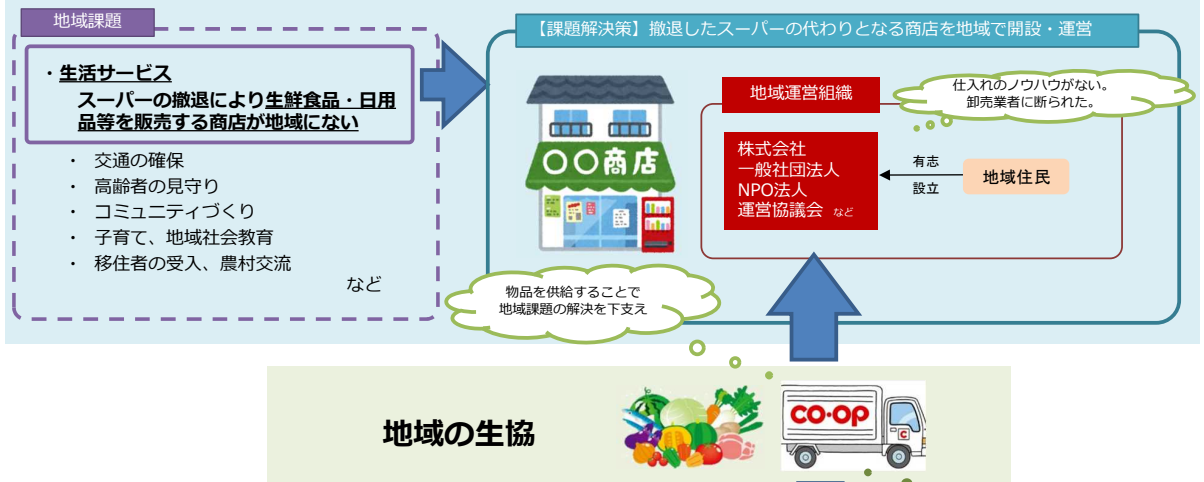 地域課題
・生活サービス
スーパーの撤退により生鮮食品・日用
品等を販売する商店が地域にない
・ 交通の確保
・ 高齢者の見守り
・ コミュニティづくり
・ 子育て、地域社会教育
・ 移住者の受入、農村交流
など
【課題解決策】撤退したスーパーの代わりとなる商店を地域で開設・運営
〇〇商店
地域運営組織
仕入れのノウハウがない。
卸売業者に断られた。
株式会社
一般社団法人
NPO法人
運営協議会 など
有志
設立
地域住民
物品を供給することで
地域課題の解決を下支え
地域の生協
CO・OP
C